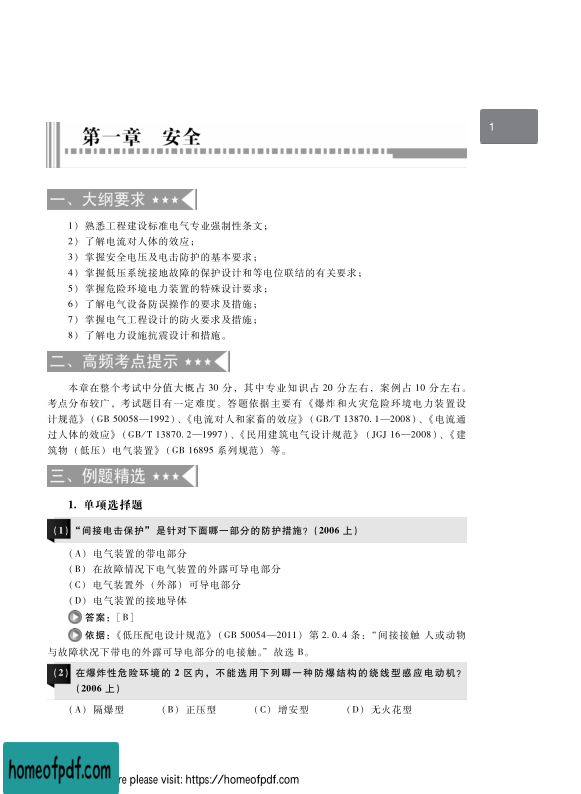 1
第一章 安全
一、大纲要求 ★★★
1）熟悉工程建设标准电气专业强制性条文；
2）了解电流对人体的效应；
3）掌握安全电压及电击防护的基本要求；
4）掌握低压系统接地故障的保护设计和等电位联结的有关要求；
5）掌握危险环境电力装置的特殊设计要求；
6）了解电气设备防误操作的要求及措施；
7）掌握电气工程设计的防火要求及措施；
8）了解电力设施抗震设计和措施。
二、高频考点提示 ★★★
本章在整个考试中分值大概占 30 分，其中专业知识占 20 分左右，案例占 10 分左右。
考点分布较广，考试题目有一定难度。答题依据主要有《爆炸和火灾危险环境电力装置设
计规范》（GB 50058—1992）、《电流对人和家畜的效应》（GB/T 13870.1—2008）、《电流通
过人体的效应》（GB/T 13870.2—1997）、《民用建筑电气设计规范》（JGJ 16—2008）、《建
筑物（低压）电气装置》（GB 16895 系列规范）等。
三、例题精选 ★★★
1. 单项选择题
（1）“间接电击保护”是针对下面哪一部分的防护措施？（2006 上）
（A）电气装置的带电部分
（B）在故障情况下电气装置的外露可导电部分
（C）电气装置外（外部）可导电部分
（D）电气装置的接地导体
答案：［B］
依据：《低压配电设计规范》（GB 50054—2011）第 2.0.4 条：“间接接触 人或动物
与故障状况下带电的外露可导电部分的电接触。”故选 B。
（2）在爆炸性危险环境的 2 区内，不能选用下列哪一种防爆结构的绕线型感应电动机？
（2006 上）
（A）隔爆型 （B）正压型 （C）增安型 （D）无火花型
homeofpdf.com
re please visit: https://homeofpdf.com